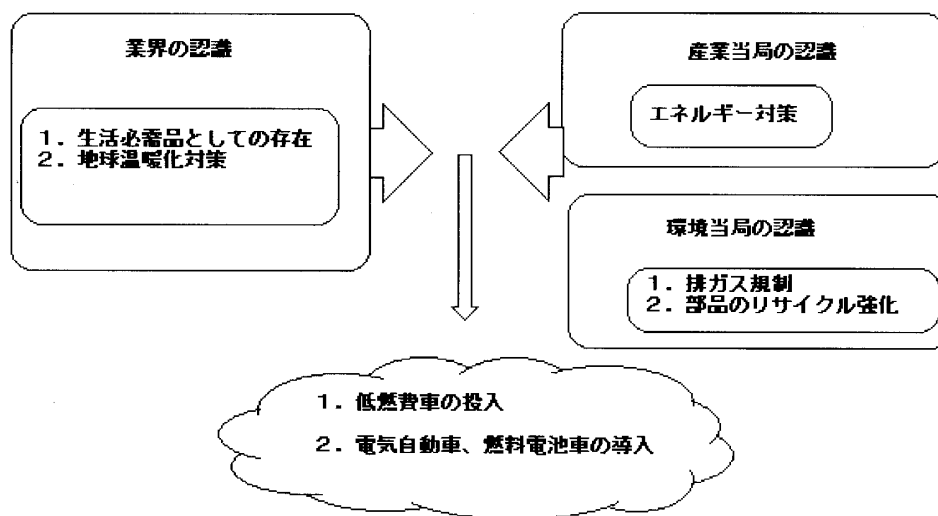 業界の認識
1. 生活必需品としての存在
2. 地球温暖化対策
産業当局の認識
エネルギー対策
環境当局の認識
1. 排ガス規制
2. 部品のリサイクル強化
1. 低燃費車の投入
2. 電気自動車、燃料電池車の導入